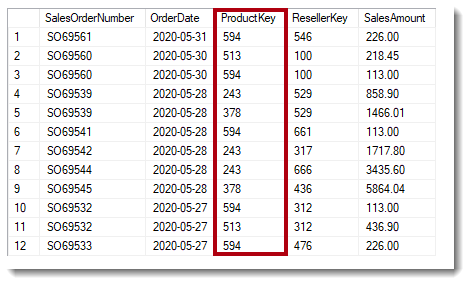 SalesOrderNumber OrderDate ProductKey ResellerKey SalesAmount
1 SO69561 2020-05-31 594 546 226.00
2 SO69560 2020-05-30 513 100 218.45
3 SO69560 2020-05-30 594 100 113.00
4 SO69539 2020-05-28 243 529 858.90
5 SO69539 2020-05-28 378 529 1466.01
6 SO69541 2020-05-28 594 661 113.00
7 SO69542 2020-05-28 243 317 1717.80
8 SO69544 2020-05-28 243 666 3435.60
9 SO69545 2020-05-28 378 436 5864.04
10 SO69532 2020-05-27 594 312 113.00
11 SO69532 2020-05-27 513 312 436.90
12 SO69533 2020-05-27 594 476 226.00